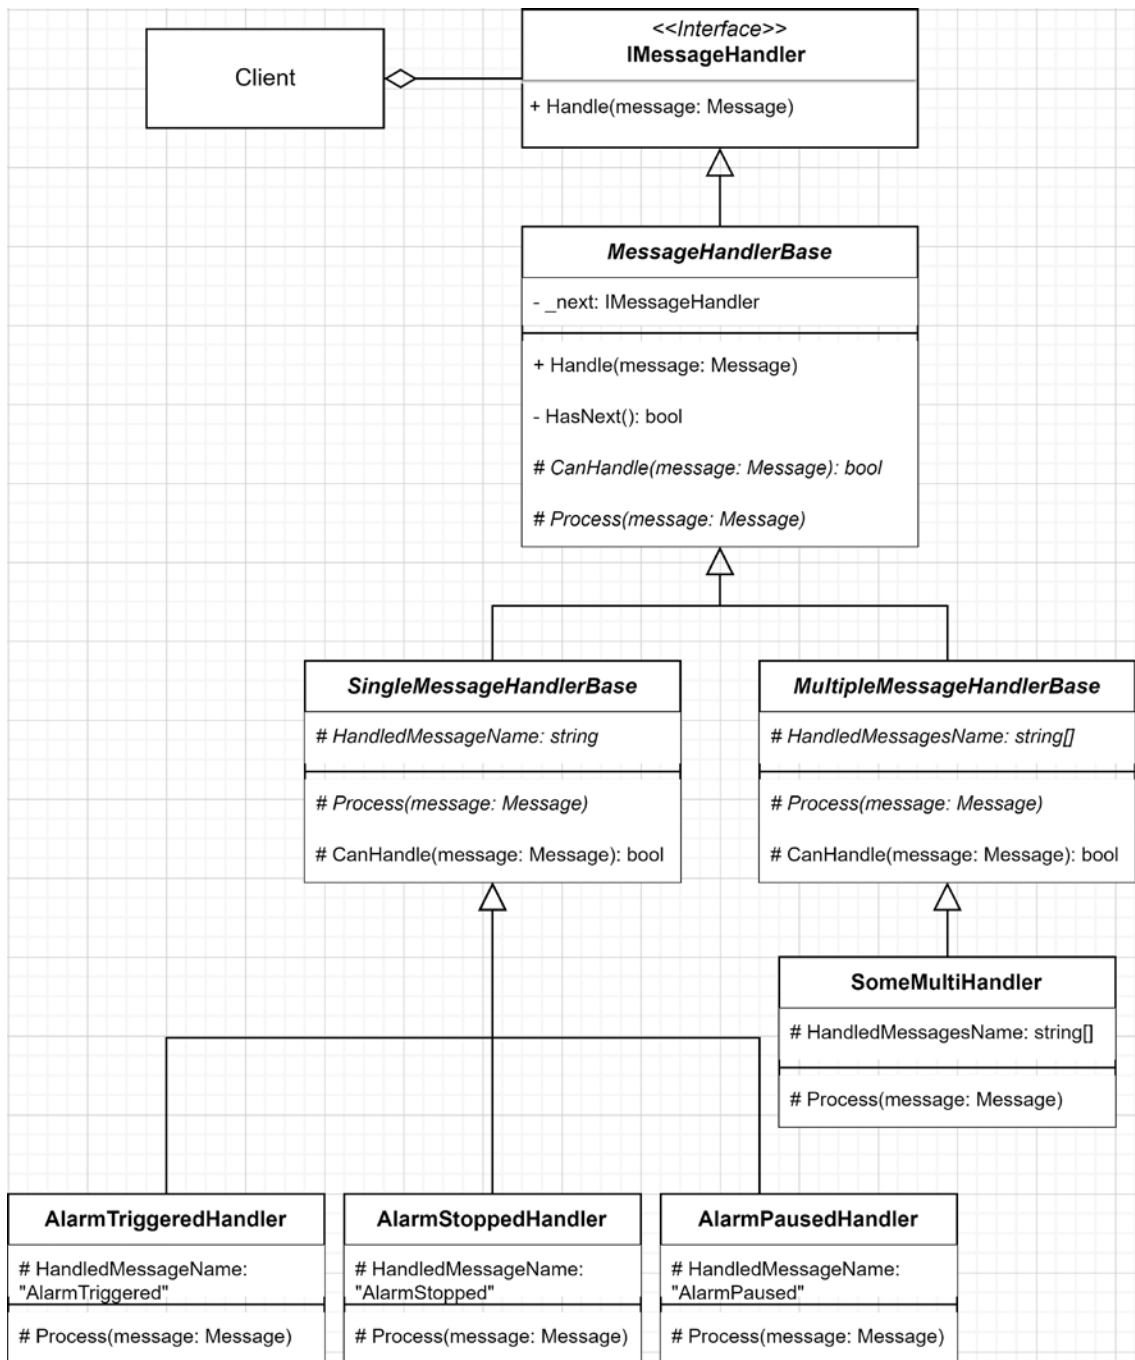 <<Interface>>
IMessageHandler
Client
+ Handle(message: Message)
MessageHandlerBase
- _next: IMessageHandler
+ Handle(message: Message)
- HasNext(): bool
# CanHandle(message: Message): bool
# Process(message: Message)
SingleMessageHandlerBase
# HandledMessageName: string
# Process(message: Message)
# CanHandle(message: Message): bool
MultipleMessageHandlerBase
# HandledMessagesName: string[]
# Process(message: Message)
# CanHandle(message: Message): bool
SomeMultiHandler
# HandledMessagesName: string[]
# Process(message: Message)
AlarmTriggeredHandler
# HandledMessageName:
"AlarmTriggered"
# Process(message: Message)
AlarmStoppedHandler
# HandledMessageName:
"AlarmStopped"
# Process(message: Message)
AlarmPausedHandler
# HandledMessageName:
"AlarmPaused"
# Process(message: Message)